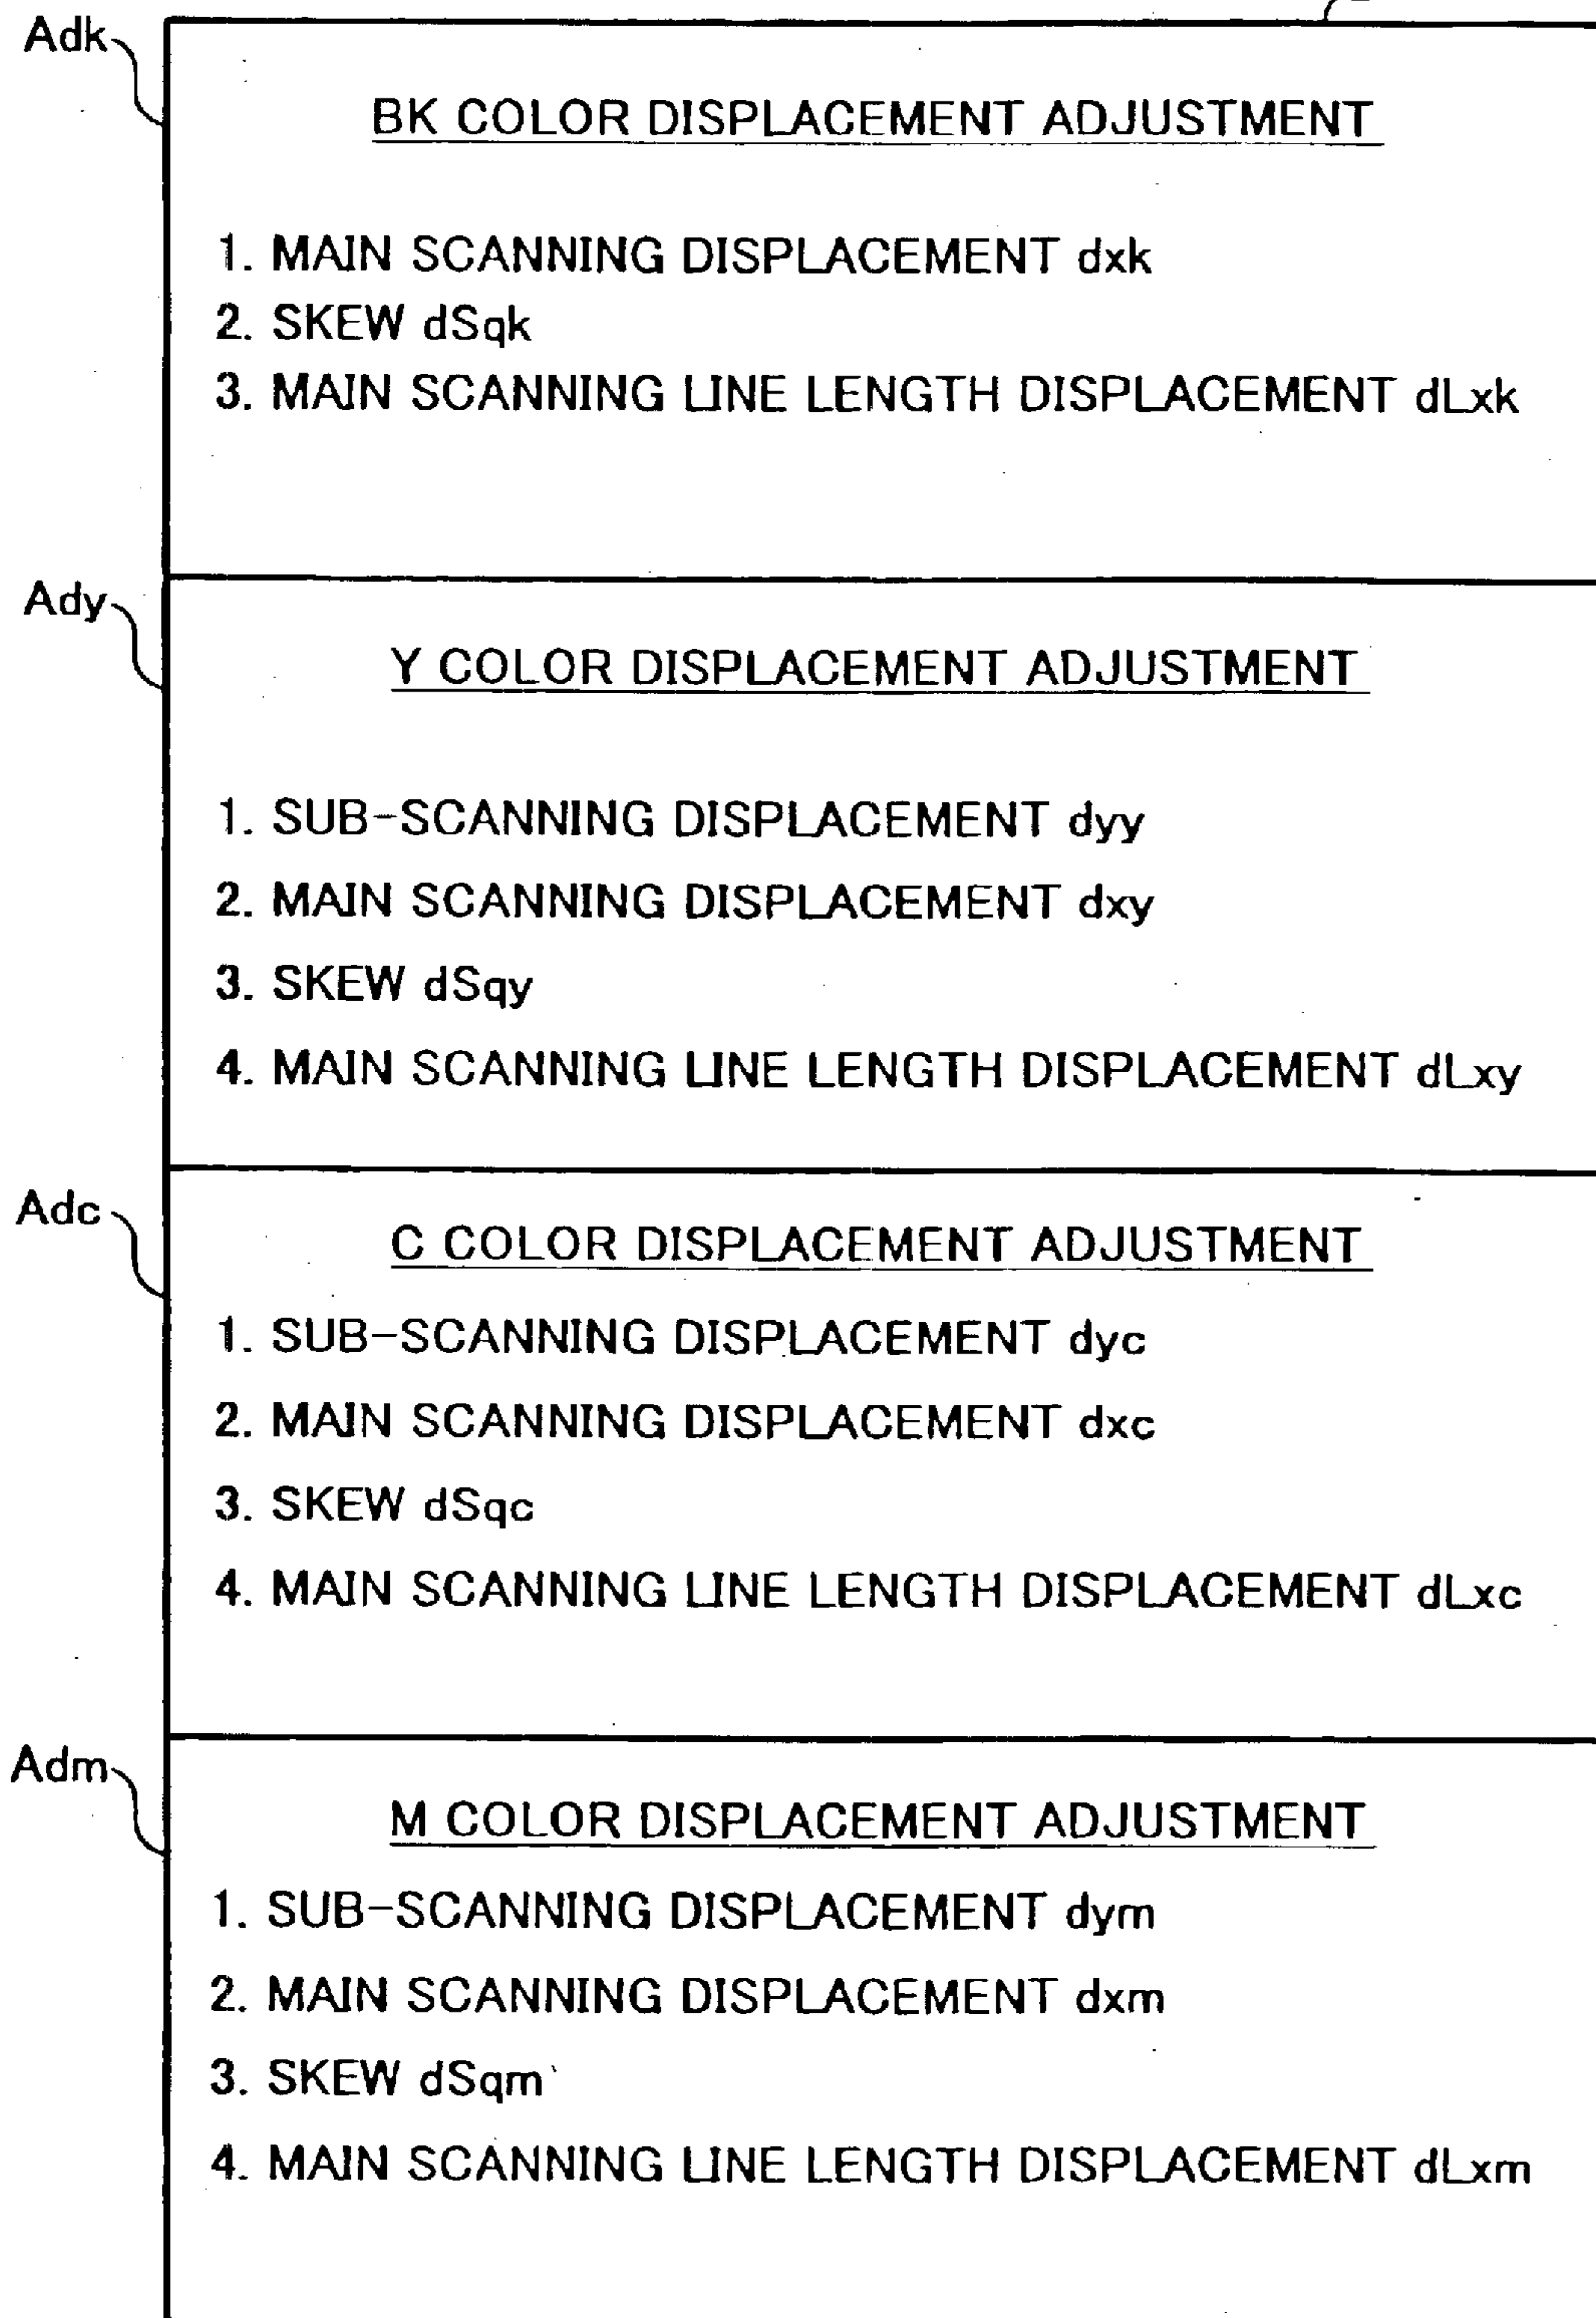 Adk
BK COLOR DISPLACEMENT ADJUSTMENT
1. MAIN SCANNING DISPLACEMENT dxk
2. SKEW dSqk
3. MAIN SCANNING LINE LENGTH DISPLACEMENT dLxk
Ady
Y COLOR DISPLACEMENT ADJUSTMENT
1. SUB-SCANNING DISPLACEMENT dyy
2. MAIN SCANNING DISPLACEMENT dxy
3. SKEW dSqy
4. MAIN SCANNING LINE LENGTH DISPLACEMENT dLxy
Adc
C COLOR DISPLACEMENT ADJUSTMENT
1. SUB-SCANNING DISPLACEMENT dyc
2. MAIN SCANNING DISPLACEMENT dxc
3. SKEW dSqc
4. MAIN SCANNING LINE LENGTH DISPLACEMENT dLxc
Adm
M COLOR DISPLACEMENT ADJUSTMENT
1. SUB-SCANNING DISPLACEMENT dym
2. MAIN SCANNING DISPLACEMENT dxm
3. SKEW dSqm
4. MAIN SCANNING LINE LENGTH DISPLACEMENT dLxm